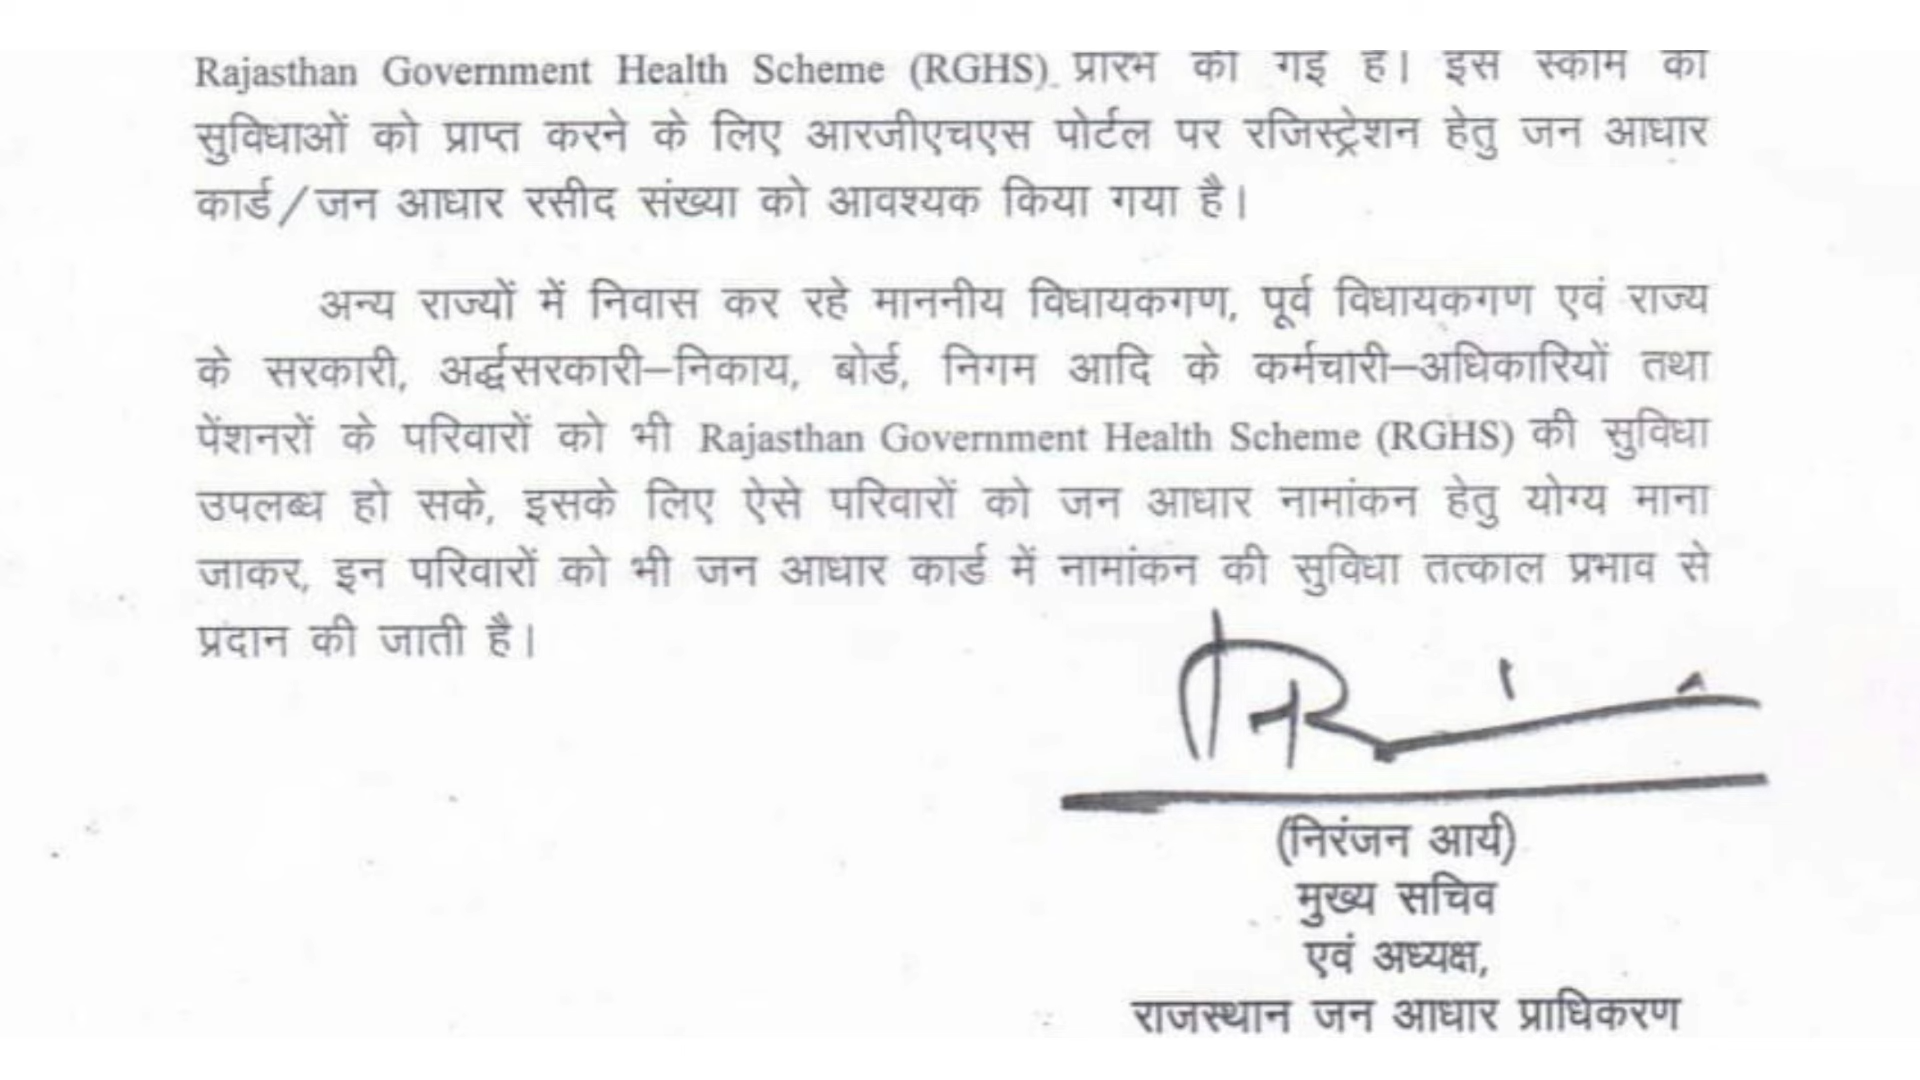 Rajasthan Government Health Scheme (RGHS) प्रारंभ की गई है। इस स्कीम की
सुविधाओं को प्राप्त करने के लिए आरजीएचएस पोर्टल पर रजिस्ट्रेशन हेतु जन आधार
कार्ड/जन आधार रसीद संख्या को आवश्यक किया गया है।
अन्य राज्यों में निवास कर रहे माननीय विधायकगण, पूर्व विधायकगण एवं राज्य
के सरकारी, अर्द्धसरकारी–निकाय, बोर्ड, निगम आदि के कर्मचारी–अधिकारियों तथा
पेंशनरों के परिवारों को भी Rajasthan Government Health Scheme (RGHS) की सुविधा
उपलब्ध हो सके, इसके लिए ऐसे परिवारों को जन आधार नामांकन हेतु योग्य माना
जाकर, इन परिवारों को भी जन आधार कार्ड में नामांकन की सुविधा तत्काल प्रभाव से
प्रदान की जाती है।
(निरंजन आर्य)
मुख्य सचिव
एवं अध्यक्ष,
राजस्थान जन आधार प्राधिकरण